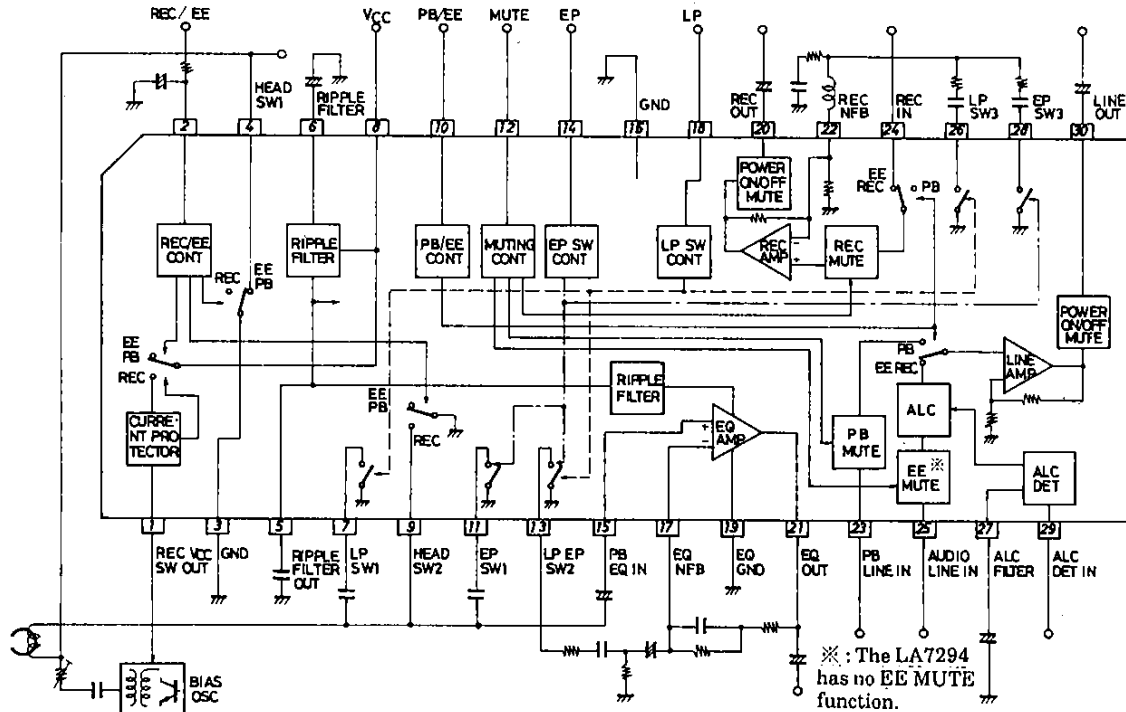 REC/EE
VCC
PB/EE
MUTE
EP
LP
HEAD
SW1
RIPPLE
FILTER
GND
REC
OUT
REC
NFB
REC
IN
LP
SW3
EP
SW3
LINE
OUT
2
4
6
8
10
12
14
16
18
20
22
24
26
28
30
POWER
ON/OFF
MUTE
EE
REC
PB
REC/EE
CONT
RIPPLE
FILTER
PB/EE
CONT
MUTING
CONT
EP SW
CONT
LP SW
CONT
REC
AMP
-
+
REC
MUTE
REC
EE
PB
POWER
ON/OFF
MUTE
EE
PB
REC
PB
EE REC
LINE
AMP
RIPPLE
FILTER
EE
PB
REC
CURRE-
NT PRO
TECTOR
+
-
EQ
AMP
PB
MUTE
ALC
EE ※
MUTE
ALC
DET
1
3
5
7
9
11
13
15
17
19
21
23
25
27
29
REC VCC
SW OUT
GND
RIPPLE
FILTER
OUT
LP
SW1
HEAD
SW2
EP
SW1
LP EP
SW2
PB
EQ IN
EQ
NFB
EQ
GND
EQ
OUT
PB
LINE IN
AUDIO
LINE IN
ALC
FILTER
ALC
DET IN
BIAS
OSC
※ : The LA7294
has no EE MUTE
function.